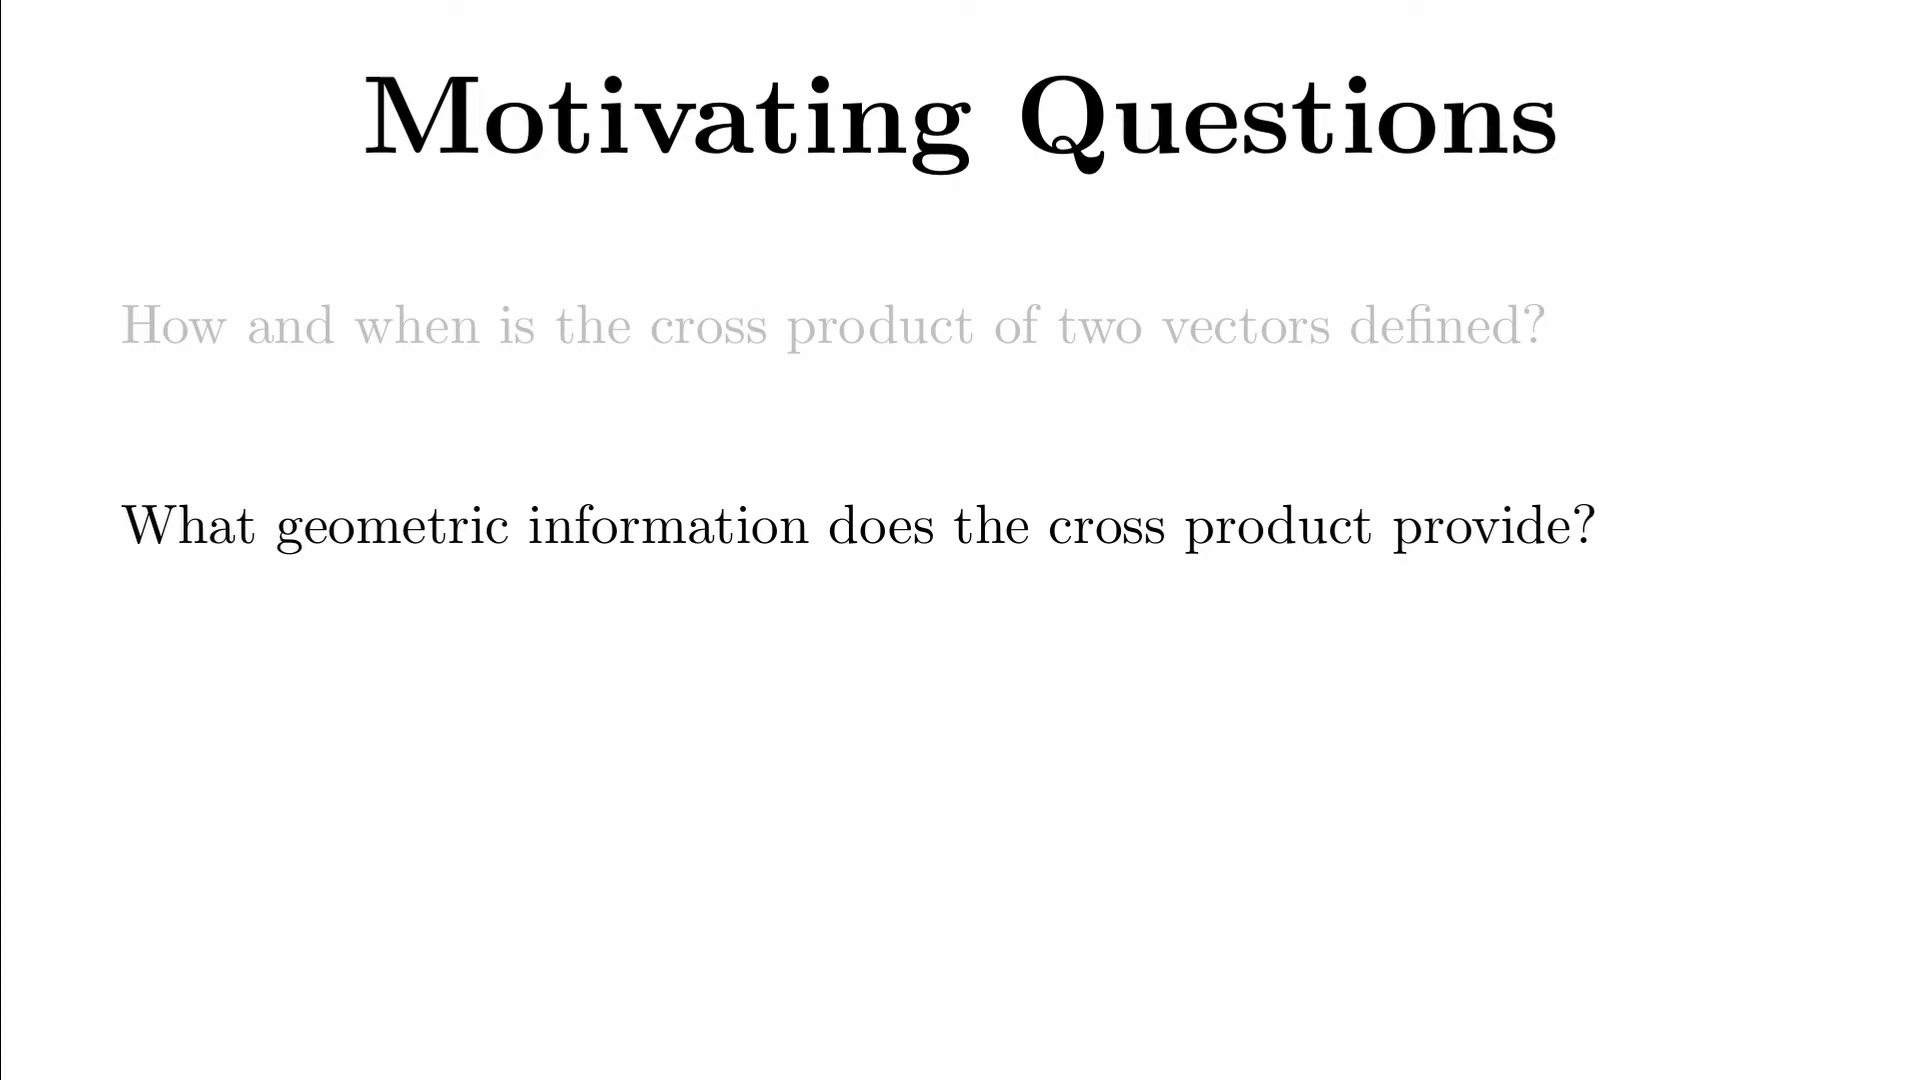 Motivating Questions
How and when is the cross product of two vectors defined?
What geometric information does the cross product provide?